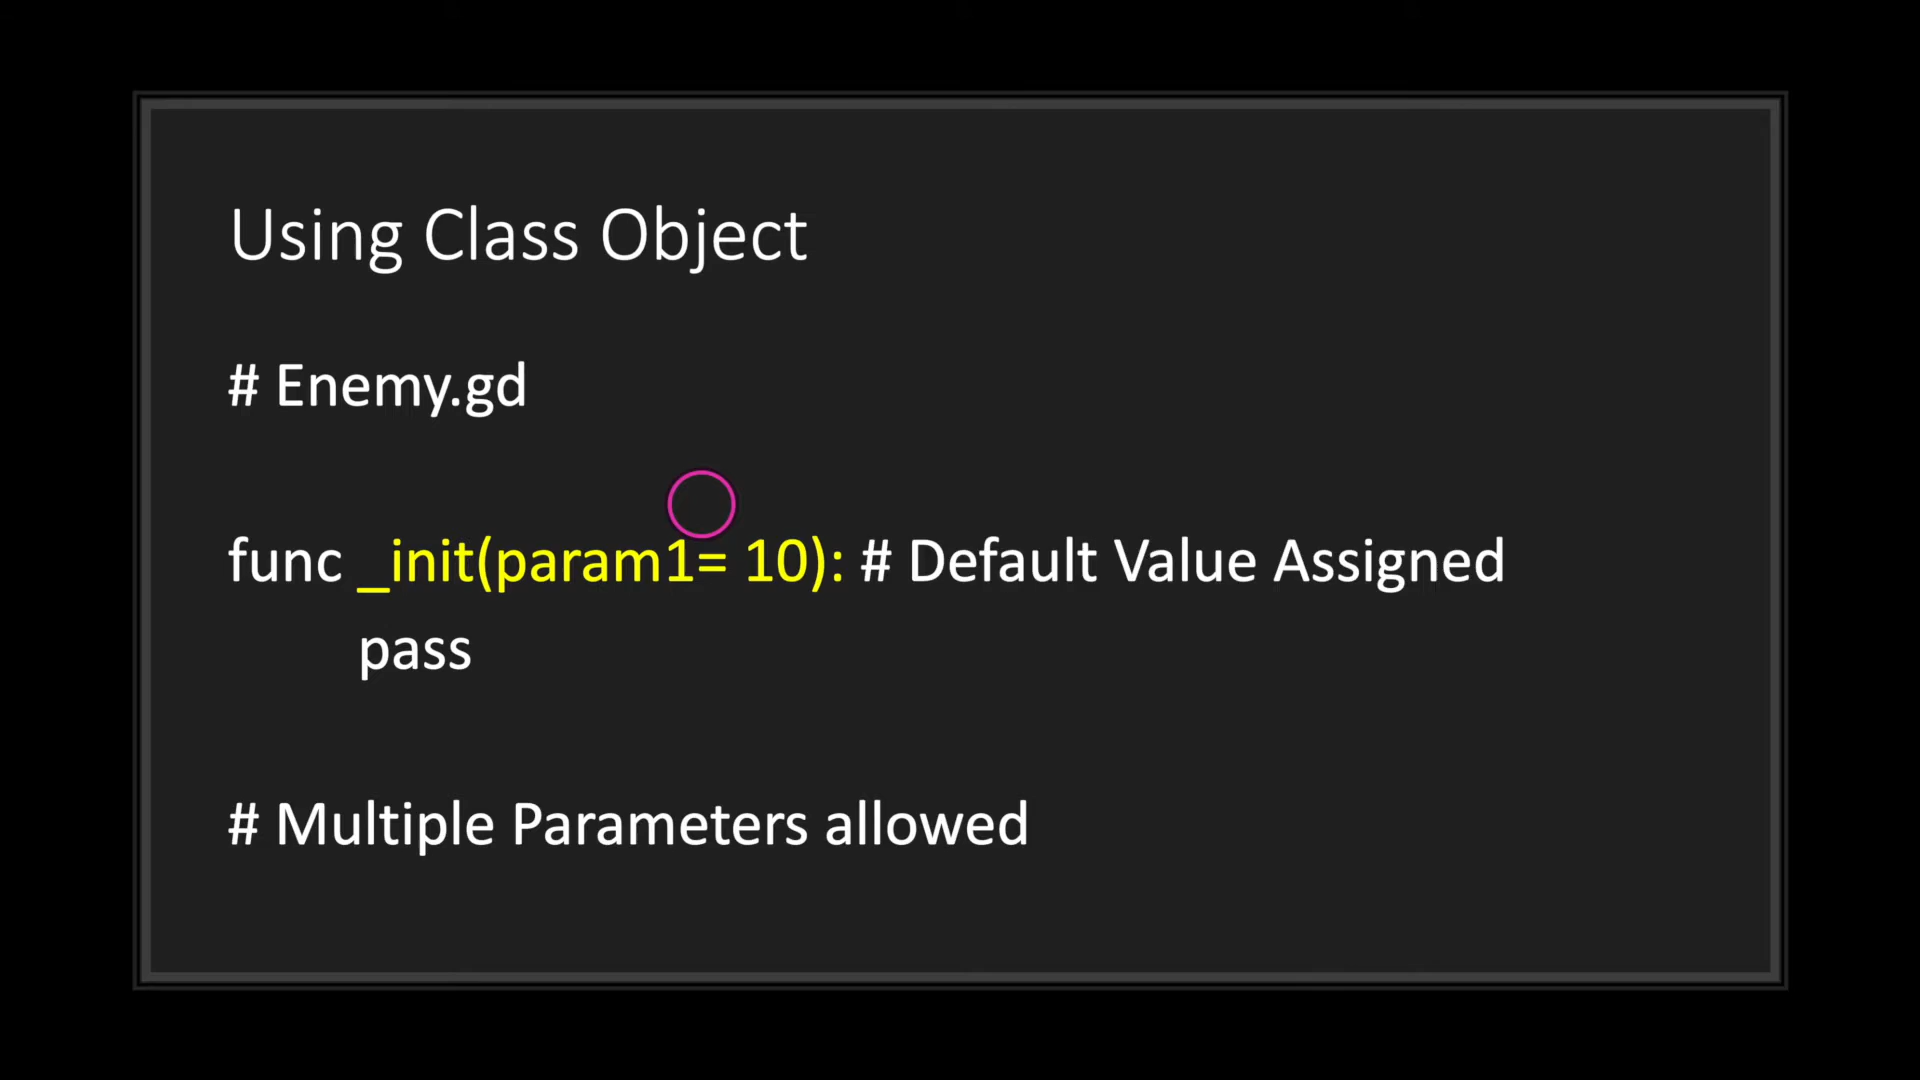 Using Class Object
# Enemy.gd
func _init(param1= 10): # Default Value Assigned
pass
# Multiple Parameters allowed